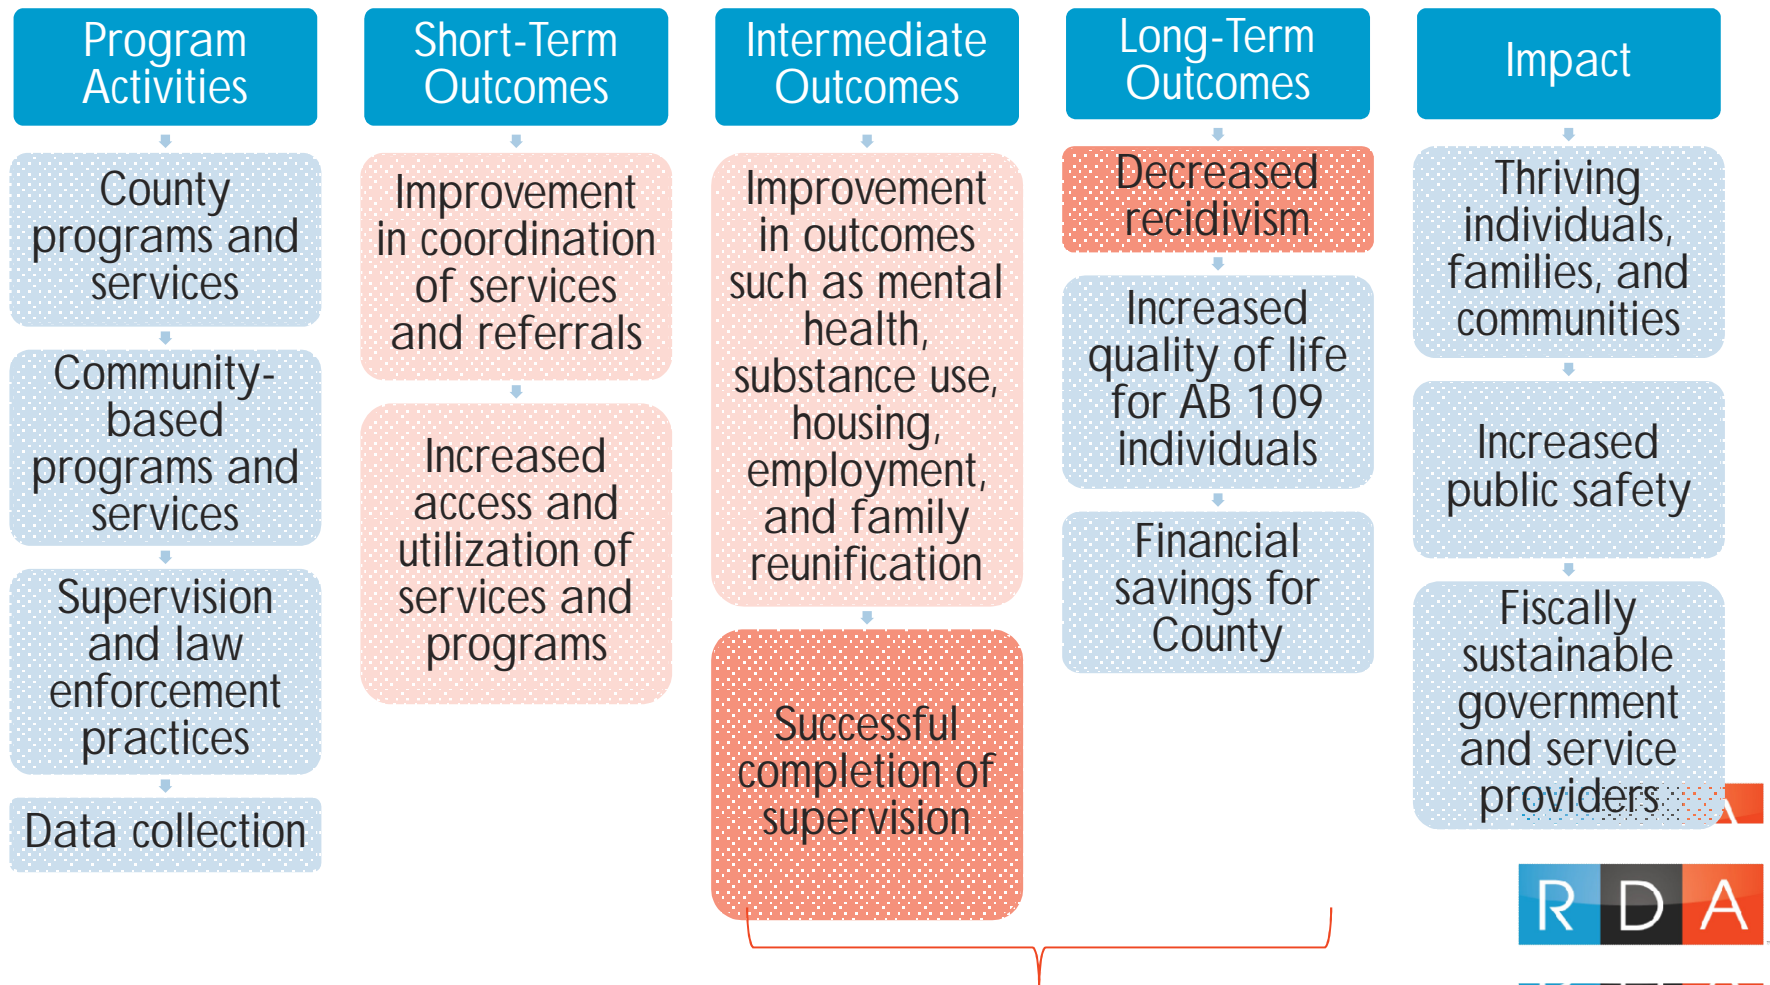 Program
Activities
County
programs and
services
Community-
based
programs and
services
Supervision
and law
enforcement
practices
Data collection
Short-Term
Outcomes
Improvement
in coordination
of services
and referrals
Increased
access and
utilization of
services and
programs
Intermediate
Outcomes
Improvement
in outcomes
such as mental
health,
substance use,
housing,
employment,
and family
reunification
Successful
completion of
supervision
Long-Term
Outcomes
Decreased
recidivism
Increased
quality of life
for AB 109
individuals
Financial
savings for
County
Impact
Thriving
individuals,
families, and
communities
Increased
public safety
Fiscally
sustainable
government
and service
providers
RDA